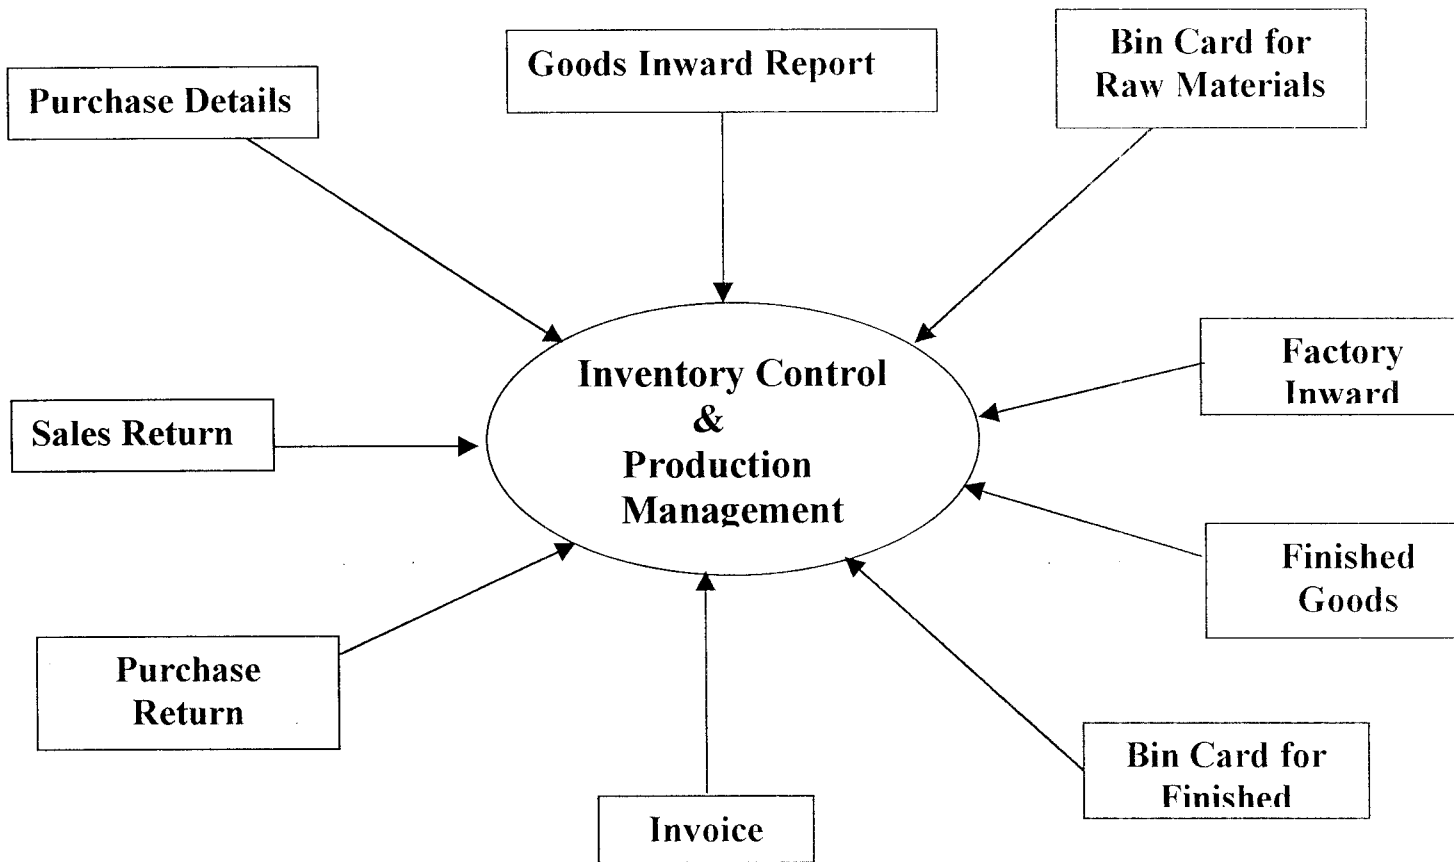 Purchase Details
Goods Inward Report
Bin Card for
Raw Materials
Inventory Control
&
Production
Management
Factory
Inward
Sales Return
Finished
Goods
Purchase
Return
Bin Card for
Finished
Invoice